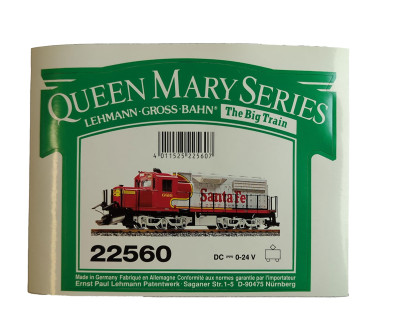 QUEEN MARY SERIES
LEHMANN·GROSS·BAHN® The Big Train
4 011525 225607
Santa Fe
22560 DC ⎓ 0-24 V
Made in Germany Fabriqué en Allemagne Conformité aux normes garantie par l'importateur
Ernst Paul Lehmann Patentwerk · Saganer Str. 1-5 D-90475 Nürnberg